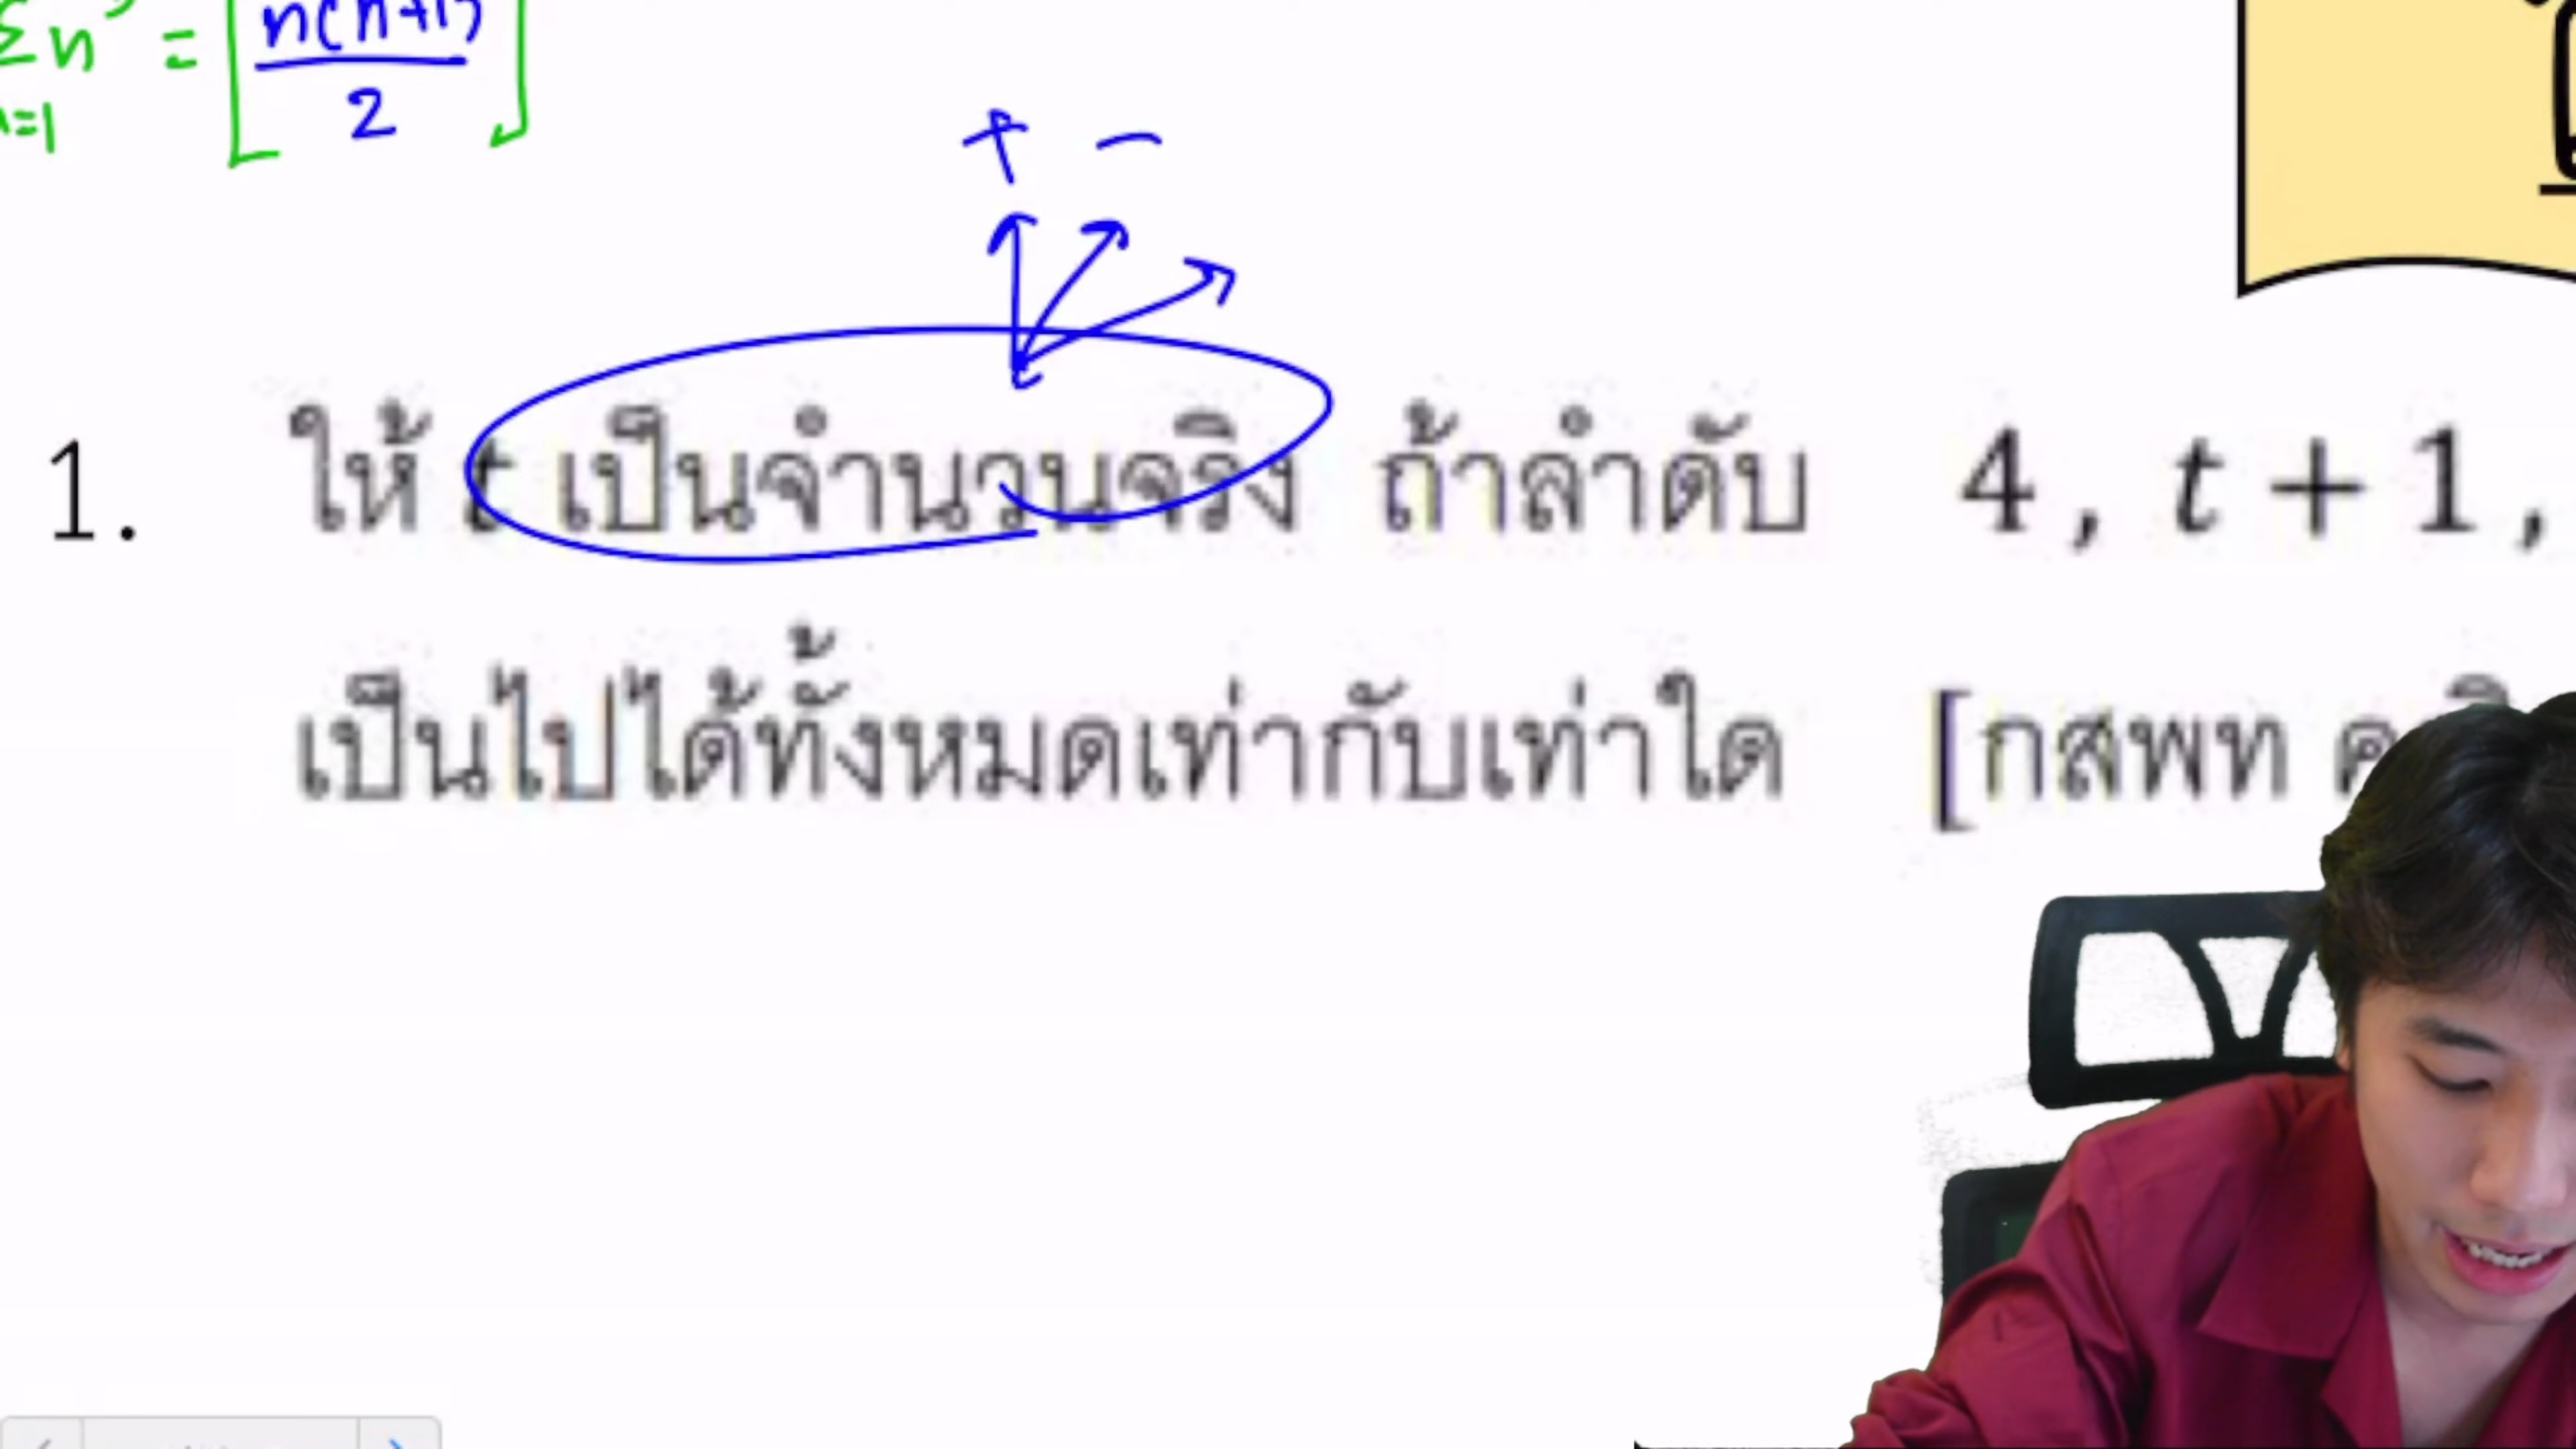 Σn³ = [n(n+1)
2]
n=1
+ −
1. ให้ t เป็นจำนวนจริง ถ้าลำดับ 4 , t + 1 ,
เป็นไปได้ทั้งหมดเท่ากับเท่าใด [กสพท